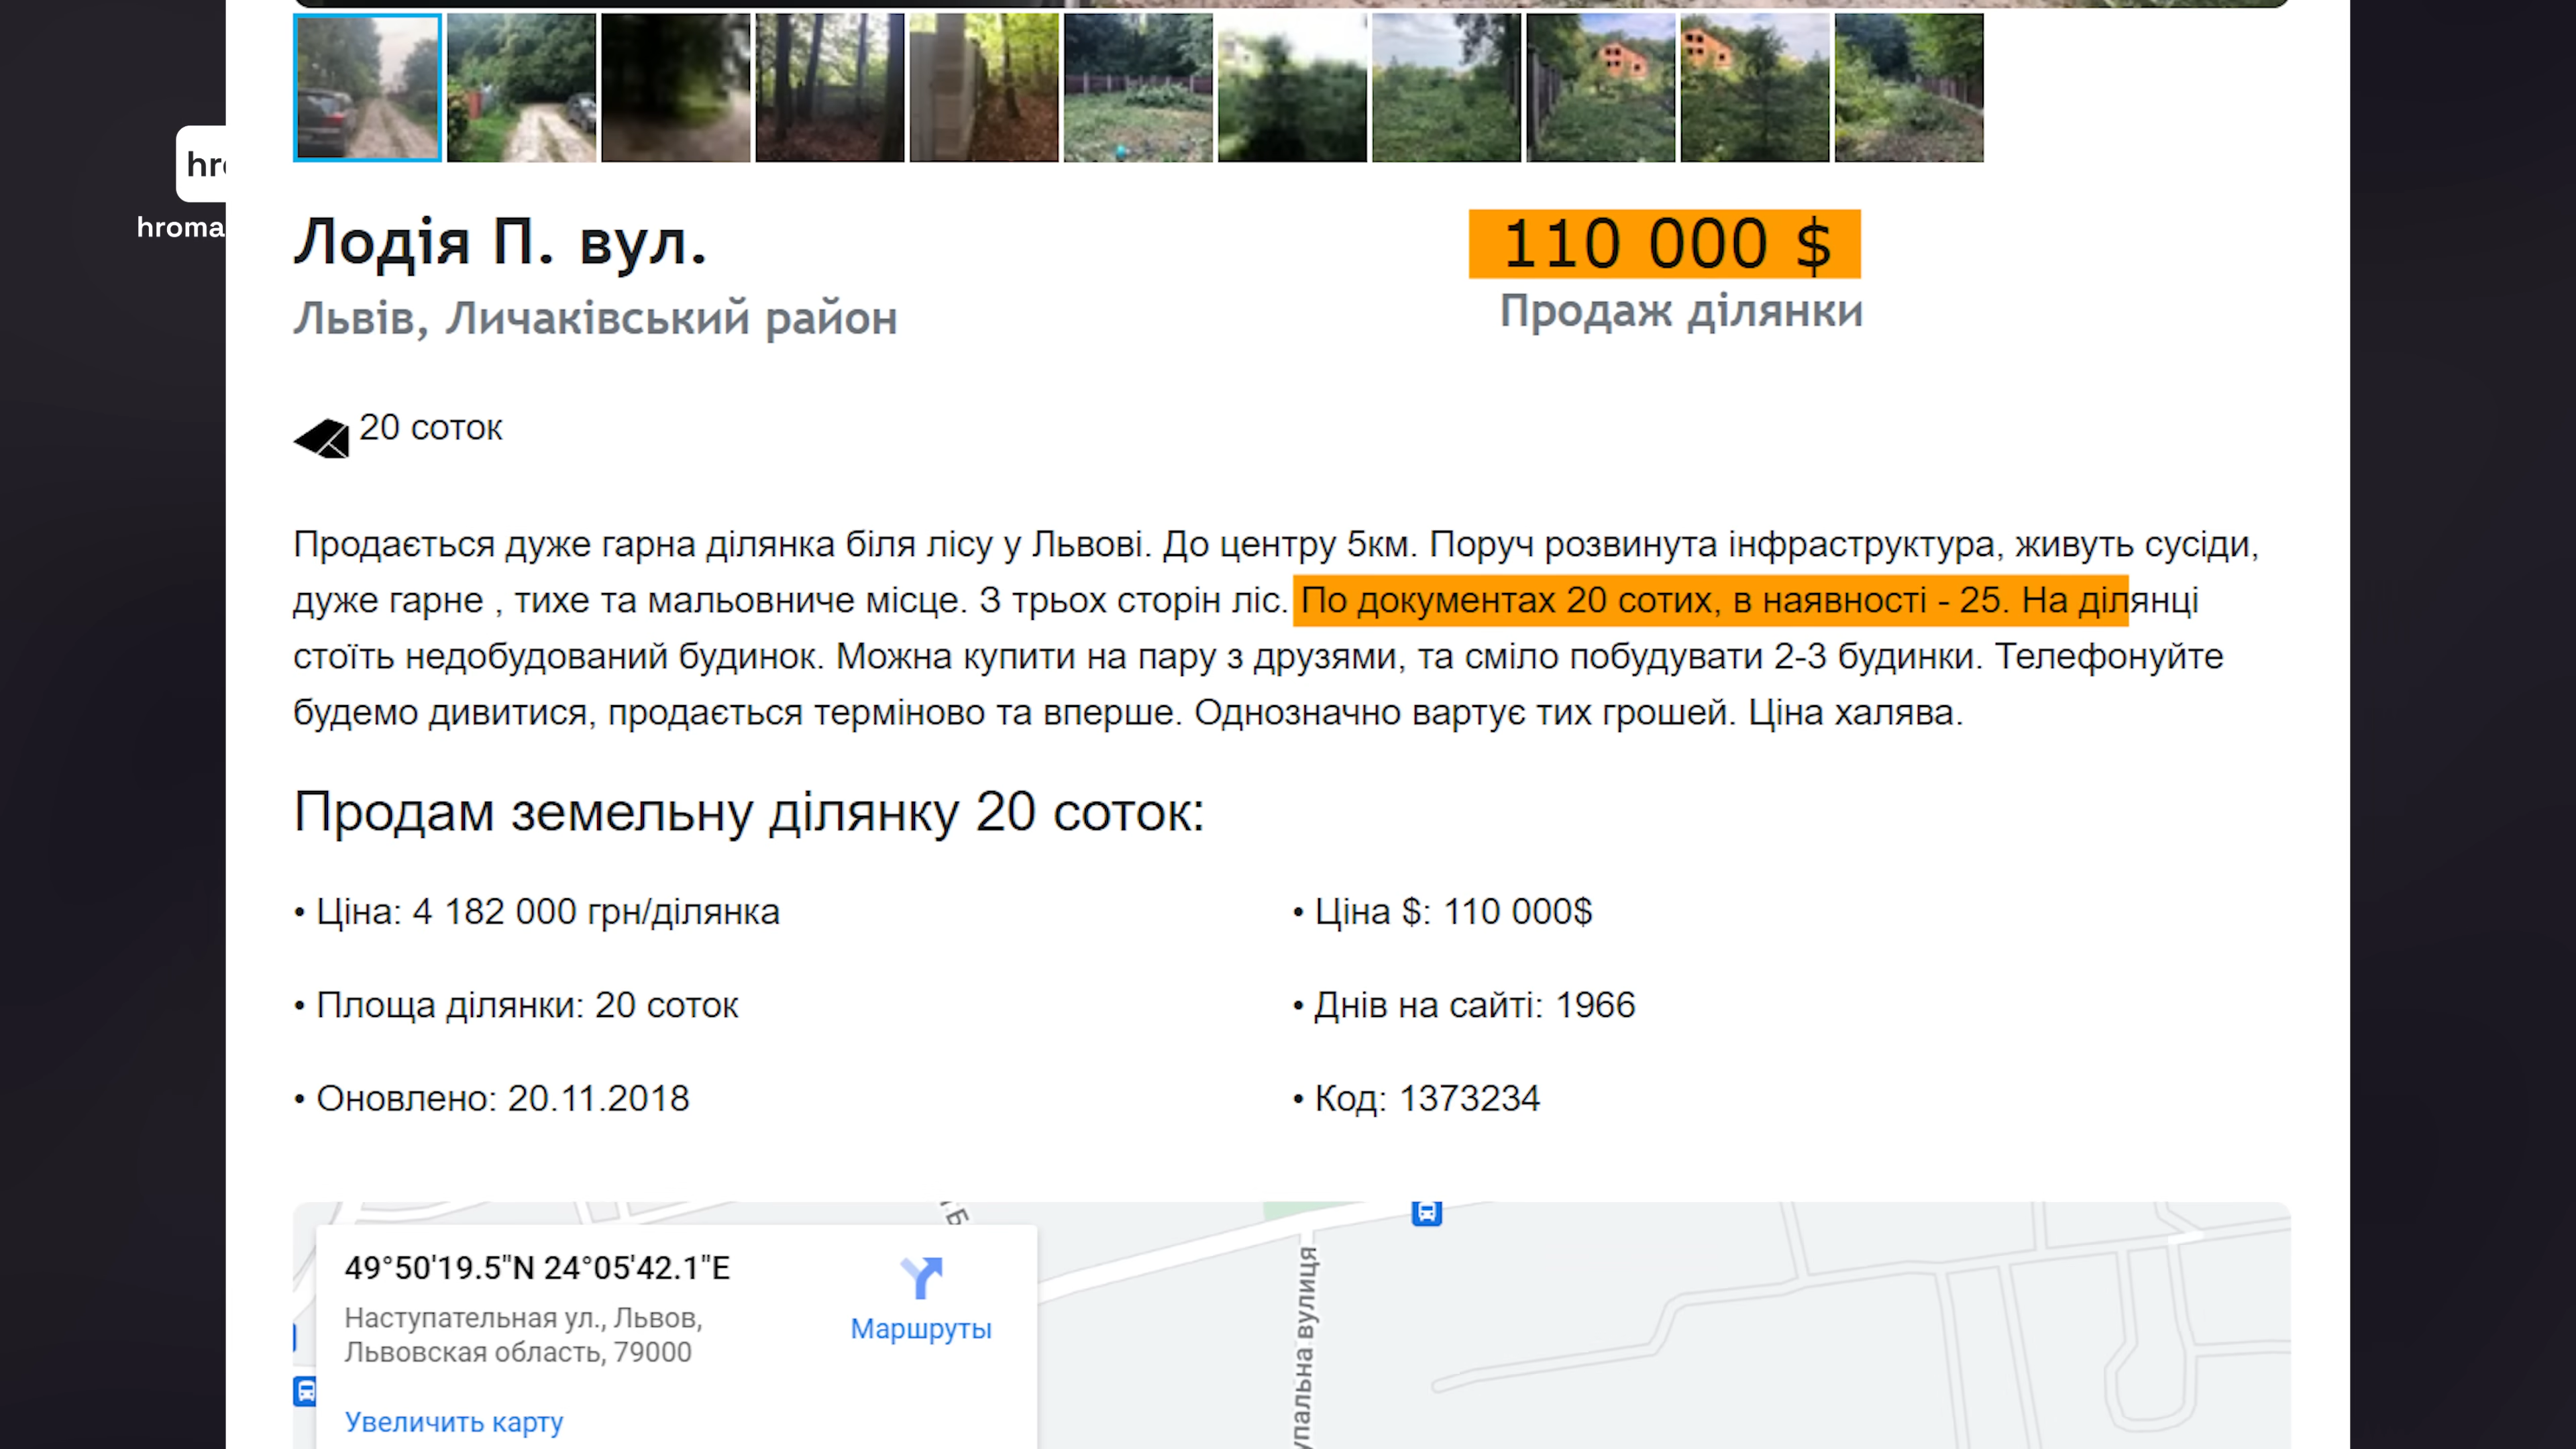 hro
hroma
Лодія П. вул.
110 000 $
Львів, Личаківський район
Продаж ділянки
20 соток
Продається дуже гарна ділянка біля лісу у Львові. До центру 5км. Поруч розвинута інфраструктура, живуть сусіди,
дуже гарне , тихе та мальовниче місце. З трьох сторін ліс. По документах 20 сотих, в наявності - 25. На ділянці
стоїть недобудований будинок. Можна купити на пару з друзями, та сміло побудувати 2-3 будинки. Телефонуйте
будемо дивитися, продається терміново та вперше. Однозначно вартує тих грошей. Ціна халява.
Продам земельну ділянку 20 соток:
• Ціна: 4 182 000 грн/ділянка
• Ціна $: 110 000$
• Площа ділянки: 20 соток
• Днів на сайті: 1966
• Оновлено: 20.11.2018
• Код: 1373234
49°50'19.5"N 24°05'42.1"E
Наступательная ул., Львов,
Львовская область, 79000
Маршруты
Увеличить карту
упальна вулиця